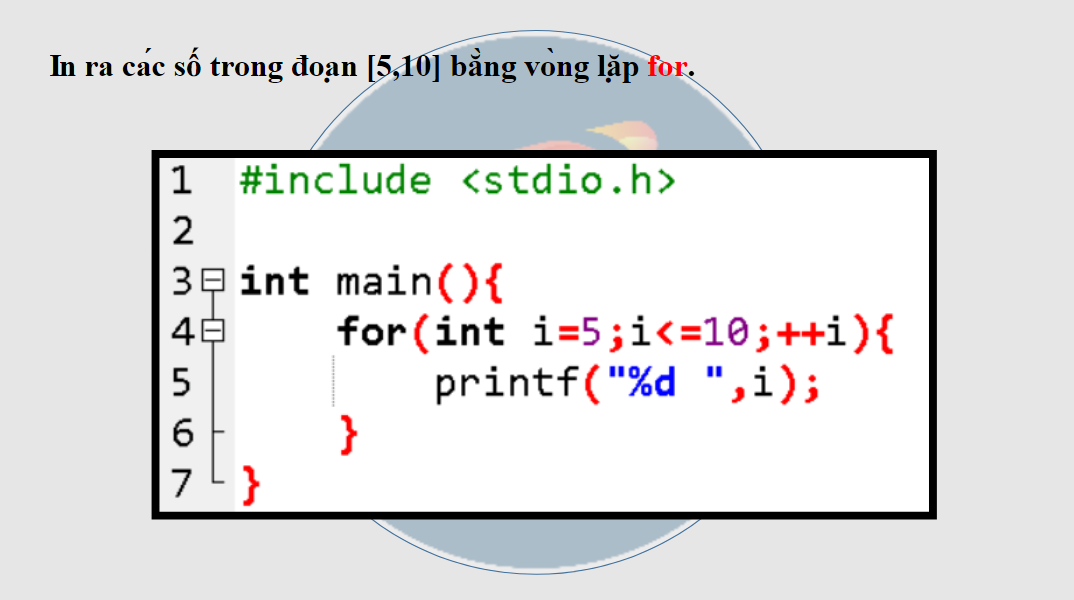 In ra các số trong đoạn [5,10] bằng vòng lặp for.
1 #include <stdio.h>
2
3 int main(){
4 for(int i=5;i<=10;++i){
5 printf("%d ",i);
6 }
7 }